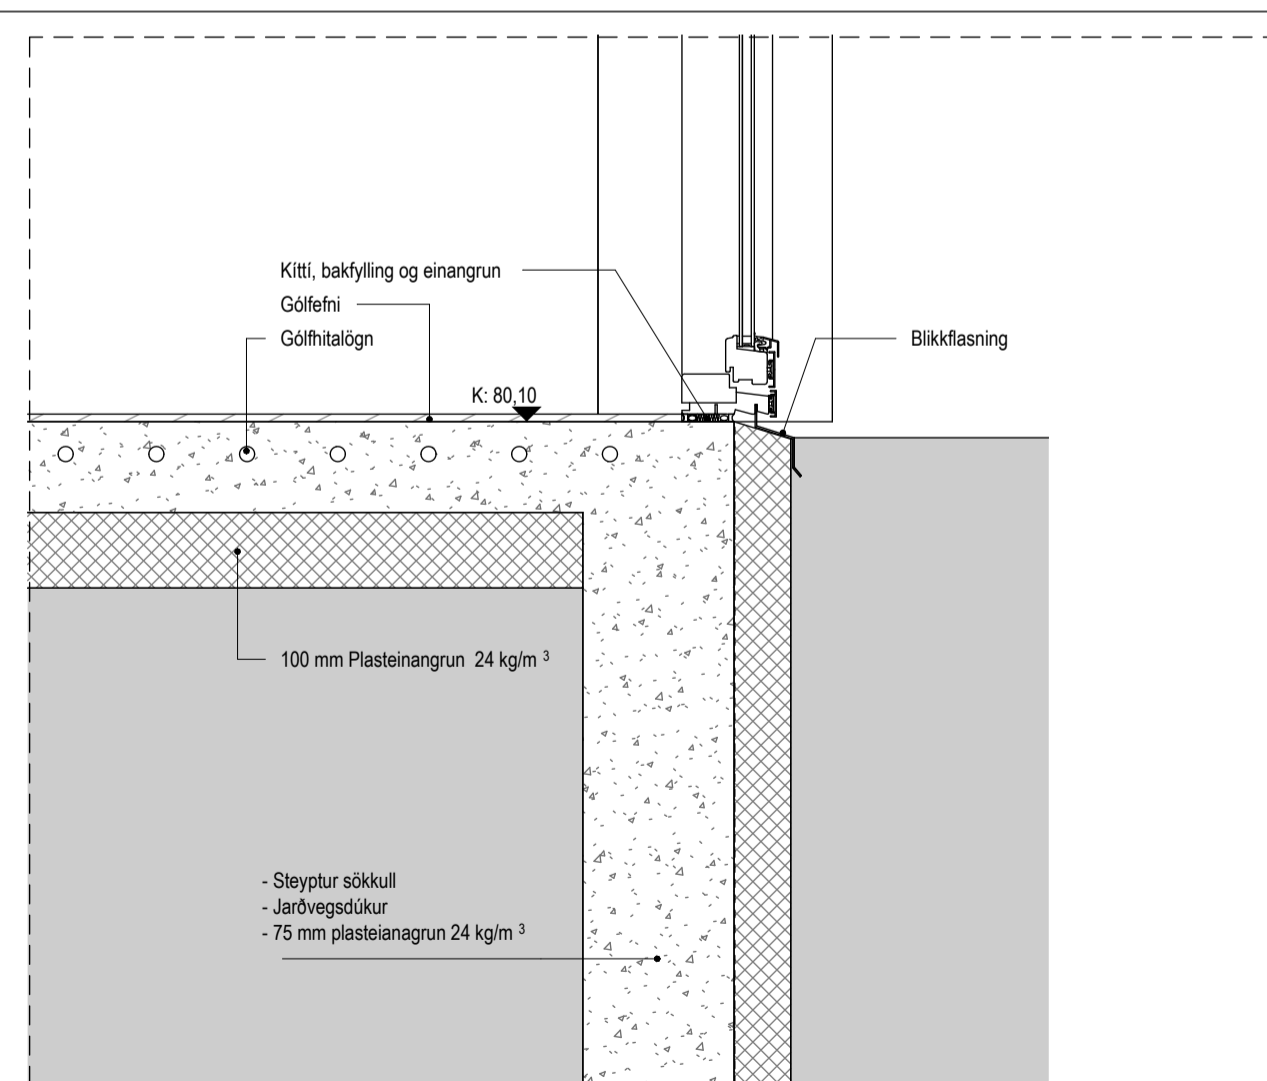 Kíttí, bakfylling og einangrun
Gólfefni
Gólfhitalögn
Blikkflasning
K: 80,10
100 mm Plasteinangrun 24 kg/m ³
- Steyptur sökkull
- Jarðvegsdúkur
- 75 mm plasteianagrun 24 kg/m ³